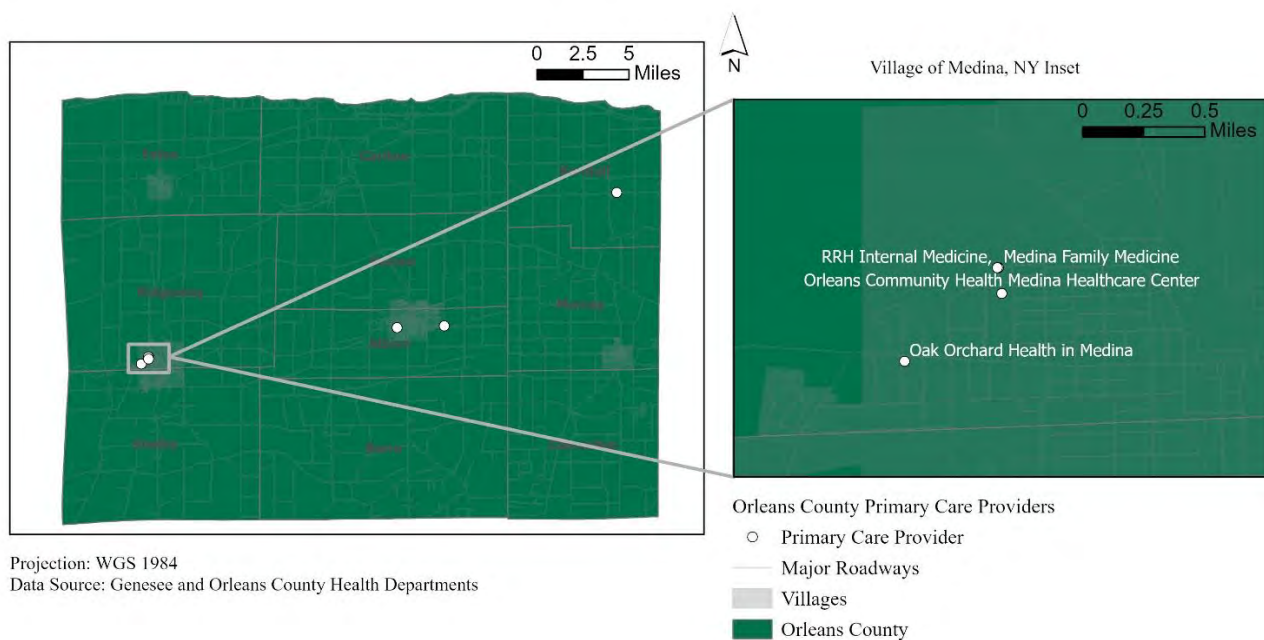 0 2.5 5
Miles
N
Village of Medina, NY Inset
0 0.25 0.5
Miles
RRH Internal Medicine, Medina Family Medicine
Orleans Community Health Medina Healthcare Center
Oak Orchard Health in Medina
Projection: WGS 1984
Data Source: Genesee and Orleans County Health Departments
Orleans County Primary Care Providers
Primary Care Provider
Major Roadways
Villages
Orleans County